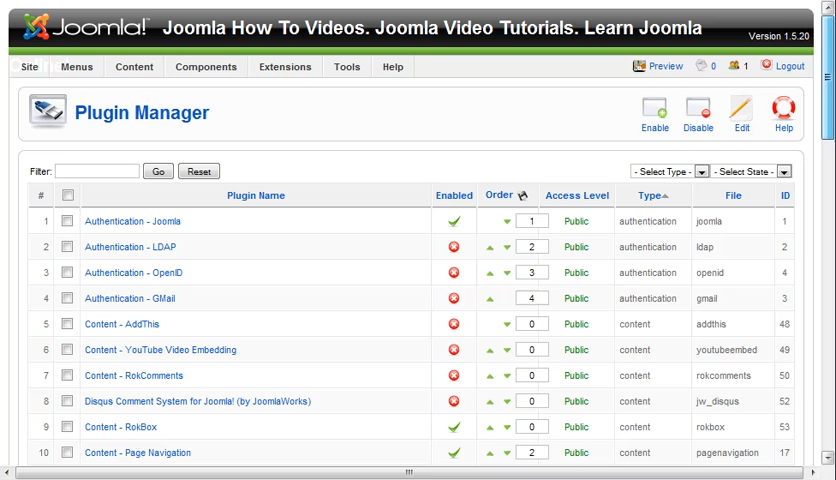 Joomla! Joomla How To Videos. Joomla Video Tutorials. Learn Joomla Version 1.5.20
Site Menus Content Components Extensions Tools Help Preview 0 1 Logout
Plugin Manager Enable Disable Edit Help
Filter: Go Reset - Select Type - - Select State -
# Plugin Name Enabled Order Access Level Type File ID
1 Authentication - Joomla 1 Public authentication joomla 1
2 Authentication - LDAP 2 Public authentication ldap 2
3 Authentication - OpenID 3 Public authentication openid 4
4 Authentication - GMail 4 Public authentication gmail 3
5 Content - AddThis 0 Public content addthis 48
6 Content - YouTube Video Embedding 0 Public content youtubeembed 49
7 Content - RokComments 0 Public content rokcomments 50
8 Disqus Comment System for Joomla! (by JoomlaWorks) 0 Public content jw_disqus 52
9 Content - RokBox 0 Public content rokbox 53
10 Content - Page Navigation 2 Public content pagenavigation 17